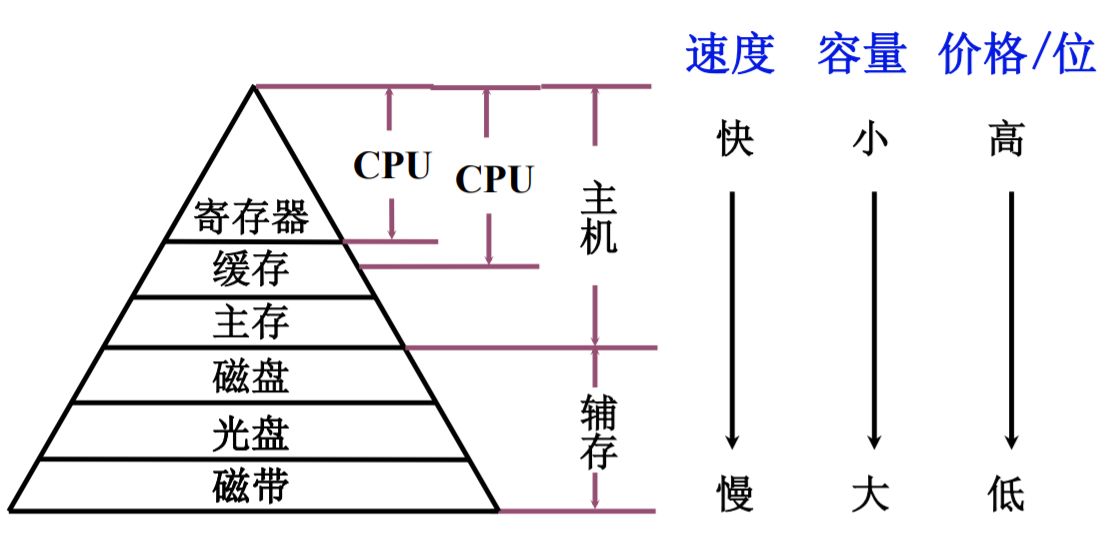 速度 容量 价格/位
快 小 高
CPU
CPU
主机
寄存器
缓存
主存
磁盘
辅存
光盘
磁带
慢 大 低